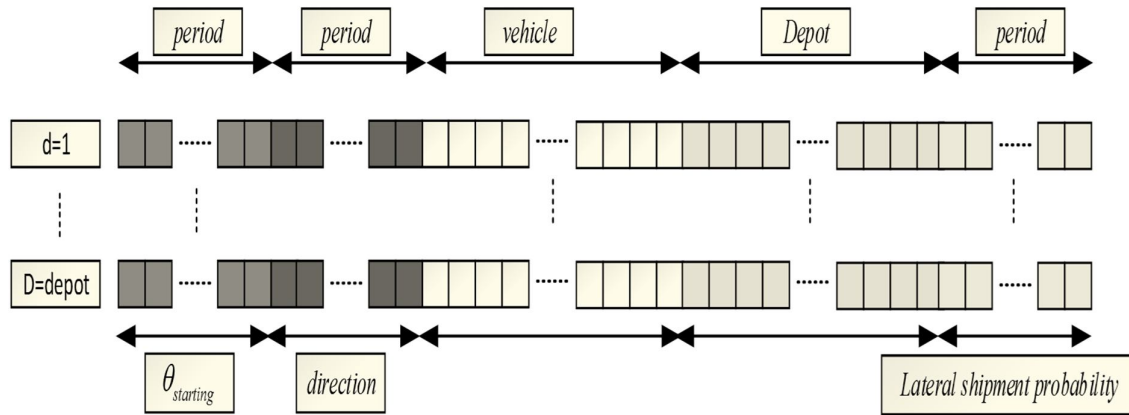 period period vehicle Depot period
d=1
D=depot
θstarting direction Lateral shipment probability